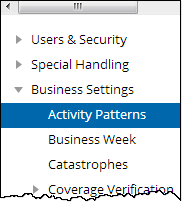 Users & Security
Special Handling
Business Settings
Activity Patterns
Business Week
Catastrophes
Coverage Verification